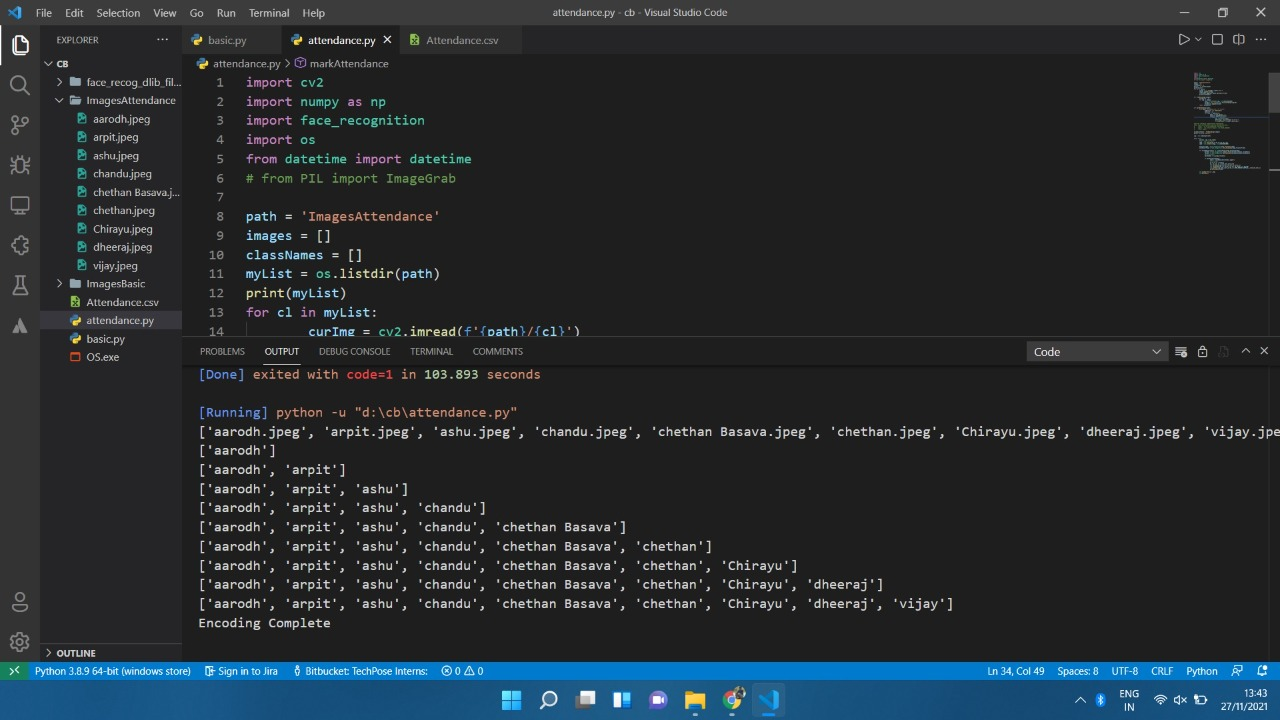 File Edit Selection View Go Run Terminal Help
attendance.py - cb - Visual Studio Code
EXPLORER
CB
face_recog_dlib_fil...
ImagesAttendance
aarodh.jpeg
arpit.jpeg
ashu.jpeg
chandu.jpeg
chethan Basava.j...
chethan.jpeg
Chirayu.jpeg
dheeraj.jpeg
vijay.jpeg
ImagesBasic
Attendance.csv
attendance.py
basic.py
OS.exe
OUTLINE
basic.py attendance.py Attendance.csv
attendance.py > markAttendance
1 import cv2
2 import numpy as np
3 import face_recognition
4 import os
5 from datetime import datetime
6 # from PIL import ImageGrab
7
8 path = 'ImagesAttendance'
9 images = []
10 classNames = []
11 myList = os.listdir(path)
12 print(myList)
13 for cl in myList:
14 curImg = cv2.imread(f'{path}/{cl}')
PROBLEMS OUTPUT DEBUG CONSOLE TERMINAL COMMENTS
Code
[Done] exited with code=1 in 103.893 seconds
[Running] python -u "d:\cb\attendance.py"
['aarodh.jpeg', 'arpit.jpeg', 'ashu.jpeg', 'chandu.jpeg', 'chethan Basava.jpeg', 'chethan.jpeg', 'Chirayu.jpeg', 'dheeraj.jpeg', 'vijay.jpe
['aarodh']
['aarodh', 'arpit']
['aarodh', 'arpit', 'ashu']
['aarodh', 'arpit', 'ashu', 'chandu']
['aarodh', 'arpit', 'ashu', 'chandu', 'chethan Basava']
['aarodh', 'arpit', 'ashu', 'chandu', 'chethan Basava', 'chethan']
['aarodh', 'arpit', 'ashu', 'chandu', 'chethan Basava', 'chethan', 'Chirayu']
['aarodh', 'arpit', 'ashu', 'chandu', 'chethan Basava', 'chethan', 'Chirayu', 'dheeraj']
['aarodh', 'arpit', 'ashu', 'chandu', 'chethan Basava', 'chethan', 'Chirayu', 'dheeraj', 'vijay']
Encoding Complete
Python 3.8.9 64-bit (windows store) Sign in to Jira Bitbucket: TechPose Interns: 0 0
Ln 34, Col 49 Spaces: 8 UTF-8 CRLF Python
ENG
IN
13:43
27/11/2021